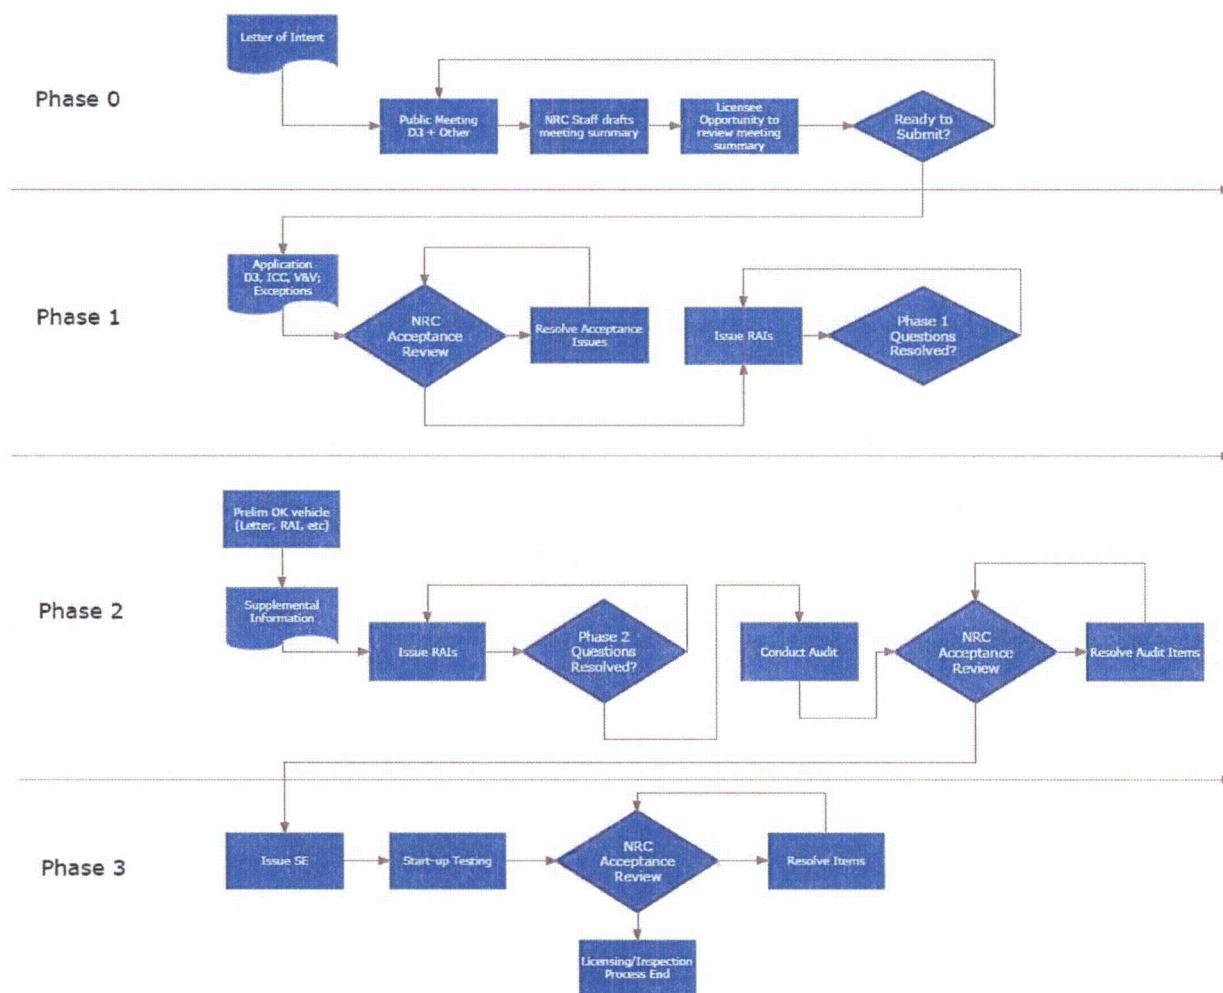 Phase 0
Letter of Intent
Public Meeting
D3 + Other
NRC Staff drafts
meeting summary
Licensee
Opportunity to
review meeting
summary
Ready to
Submit?
Phase 1
Application
D3, ICC, V&V;
Exceptions
NRC
Acceptance
Review
Resolve Acceptance
Issues
Issue RAIs
Phase 1
Questions
Resolved?
Phase 2
Prelim OK vehicle
(Letter, RAI, etc)
Supplemental
Information
Issue RAIs
Phase 2
Questions
Resolved?
Conduct Audit
NRC
Acceptance
Review
Resolve Audit Items
Phase 3
Issue SE
Start-up Testing
NRC
Acceptance
Review
Resolve Items
Licensing/Inspection
Process End